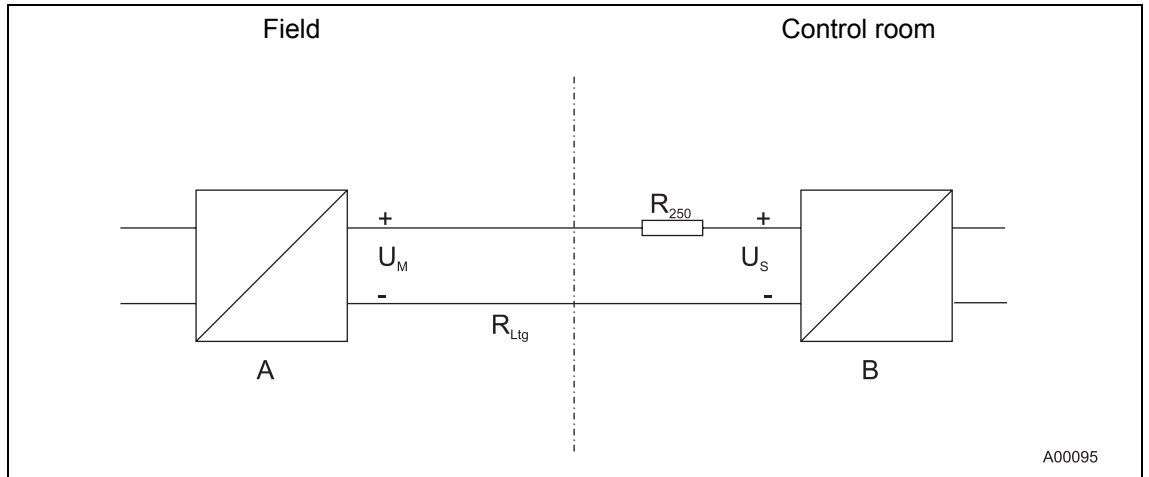 Field Control room
R250
+ +
UM US
- -
RLtg
A B
A00095